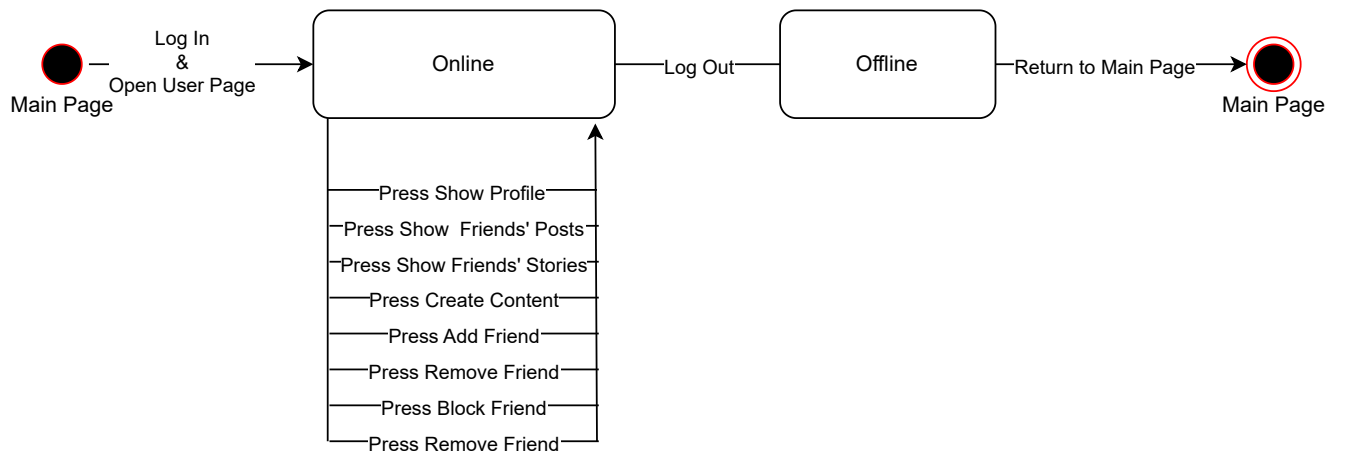 Log In
&
Open User Page
Main Page
Online
Log Out
Offline
Return to Main Page
Main Page
Press Show Profile
Press Show  Friends' Posts
Press Show Friends' Stories
Press Create Content
Press Add Friend
Press Remove Friend
Press Block Friend
Press Remove Friend